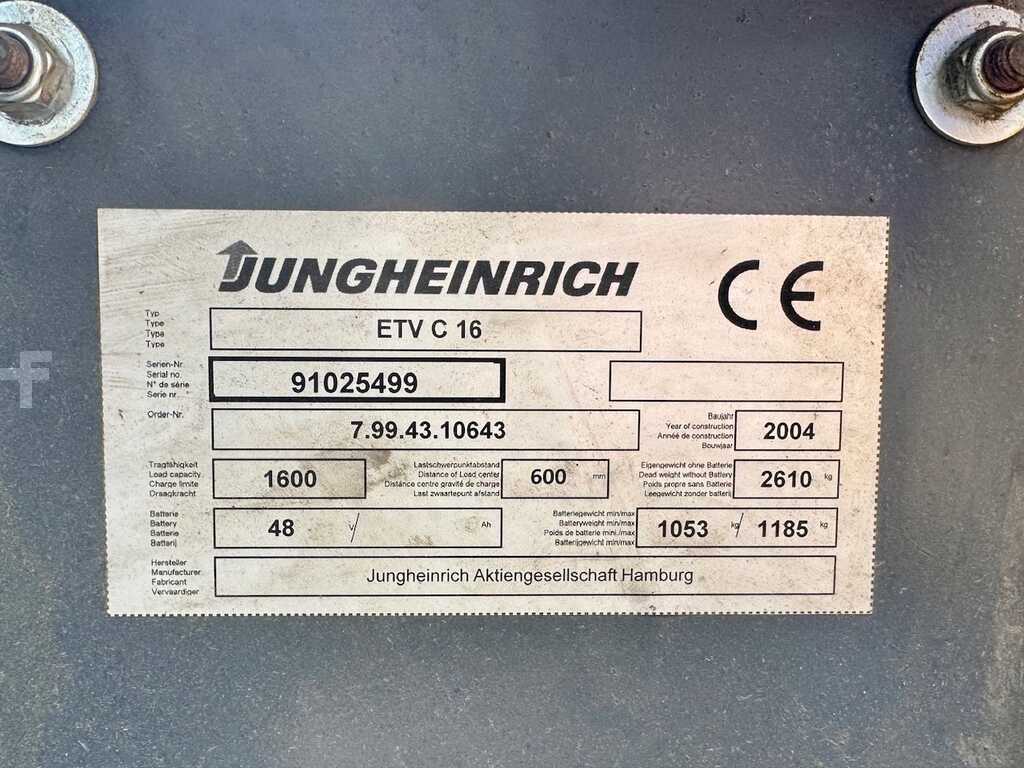 JUNGHEINRICH CE
Typ
Type
Type
Type
ETV C 16
Serien-Nr.
Serial no.
N° de série
Serie nr.
91025499
Order-Nr.
7.99.43.10643
Baujahr
Year of construction
Année de construction
Bouwjaar
2004
Tragfähigkeit
Load capacity
Charge limite
Draagkracht
1600
Lastschwerpunktabstand
Distance of Load center
Distance centre gravité de charge
Last zwaartepunt afstand
600 mm
Eigengewicht ohne Batterie
Dead weight without Battery
Poids propre sans Batterie
Leegewicht zonder batterij
2610 kg
Batterie
Battery
Batterie
Batterij
48 V/ Ah
Batteriegewicht min/max
Batteryweight min/max
Poids de batterie mini./max
Batterijgewicht min/max
1053 kg/ 1185 kg
Hersteller
Manufacturer
Fabricant
Vervaardiger
Jungheinrich Aktiengesellschaft Hamburg